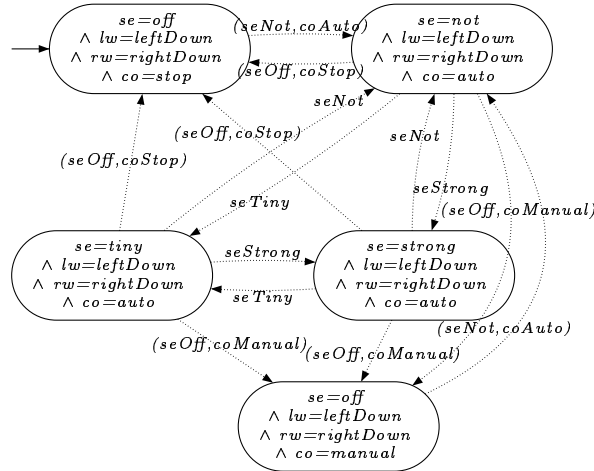 se=off
∧ lw=leftDown
∧ rw=rightDown
∧ co=stop
(seNot,coAuto)
(seOff,coStop)
se=not
∧ lw=leftDown
∧ rw=rightDown
∧ co=auto
seNot
(seOff,coStop)
seNot
(seOff,coStop)
seStrong
seTiny
(seOff,coManual)
se=tiny
∧ lw=leftDown
∧ rw=rightDown
∧ co=auto
seStrong
seTiny
se=strong
∧ lw=leftDown
∧ rw=rightDown
∧ co=auto
(seNot,coAuto)
(seOff,coManual)
(seOff,coManual)
se=off
∧ lw=leftDown
∧ rw=rightDown
∧ co=manual